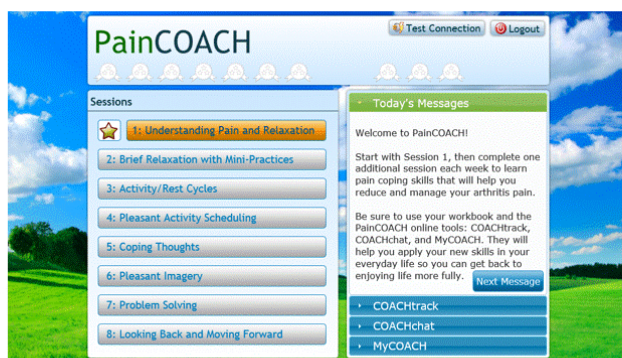 PainCOACH
Test Connection
Logout
Sessions
1: Understanding Pain and Relaxation
2: Brief Relaxation with Mini-Practices
3: Activity/Rest Cycles
4: Pleasant Activity Scheduling
5: Coping Thoughts
6: Pleasant Imagery
7: Problem Solving
8: Looking Back and Moving Forward
Today's Messages
Welcome to PainCOACH!
Start with Session 1, then complete one
additional session each week to learn
pain coping skills that will help you
reduce and manage your arthritis pain.
Be sure to use your workbook and the
PainCOACH online tools: COACHtrack,
COACHchat, and MyCOACH. They will
help you apply your new skills in your
everyday life so you can get back to
enjoying life more fully.
Next Message
COACHtrack
COACHchat
MyCOACH